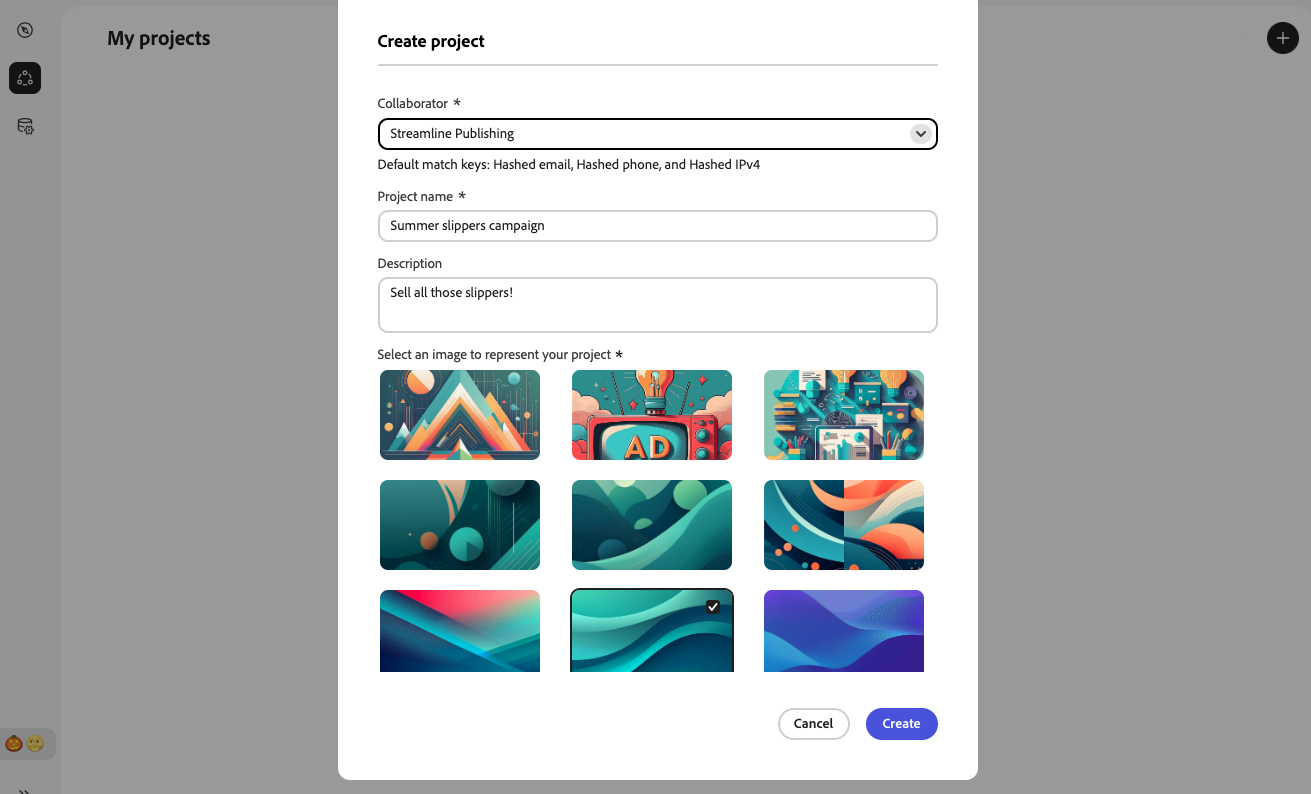 My projects
Create project
Collaborator *
Streamline Publishing
Default match keys: Hashed email, Hashed phone, and Hashed IPv4
Project name *
Summer slippers campaign
Description
Sell all those slippers!
Select an image to represent your project *
AD
Cancel
Create